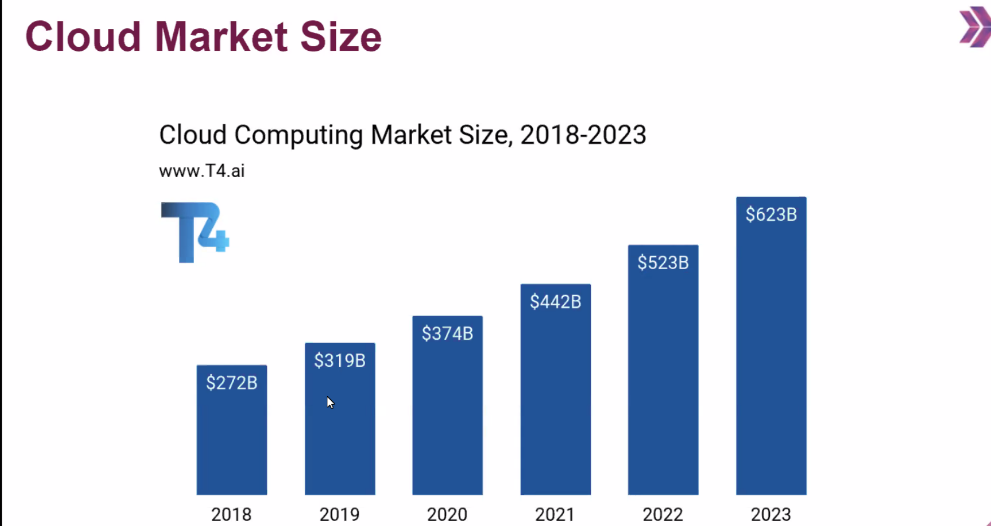 Cloud Market Size
Cloud Computing Market Size, 2018-2023
www.T4.ai
T4
$272B
$319B
$374B
$442B
$523B
$623B
2018
2019
2020
2021
2022
2023